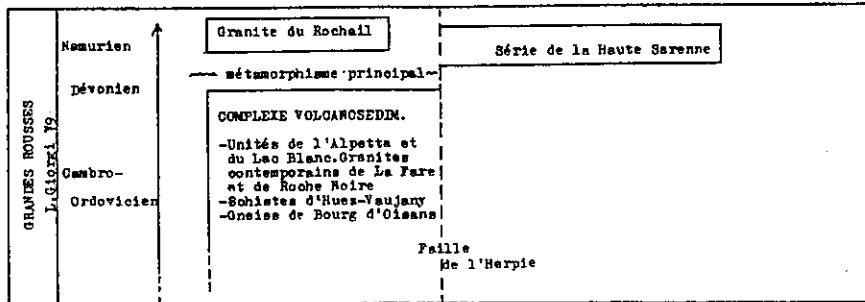 GRANDES ROUSSES
L.Giorgi 79
Namurien
Dévonien
Cambro-
Ordovicien
Granite du Rochail
Série de la Haute Sarenne
métamorphisme principal
COMPLEXE VOLCANOSEDIM.
-Unités de l'Alpetta et
du Lac Blanc.Granites
contemporains de La Fare
et de Roche Noire
-Schistes d'Huez-Vaujany
-Gneiss de Bourg d'Oisans
Faille
de l'Herpie